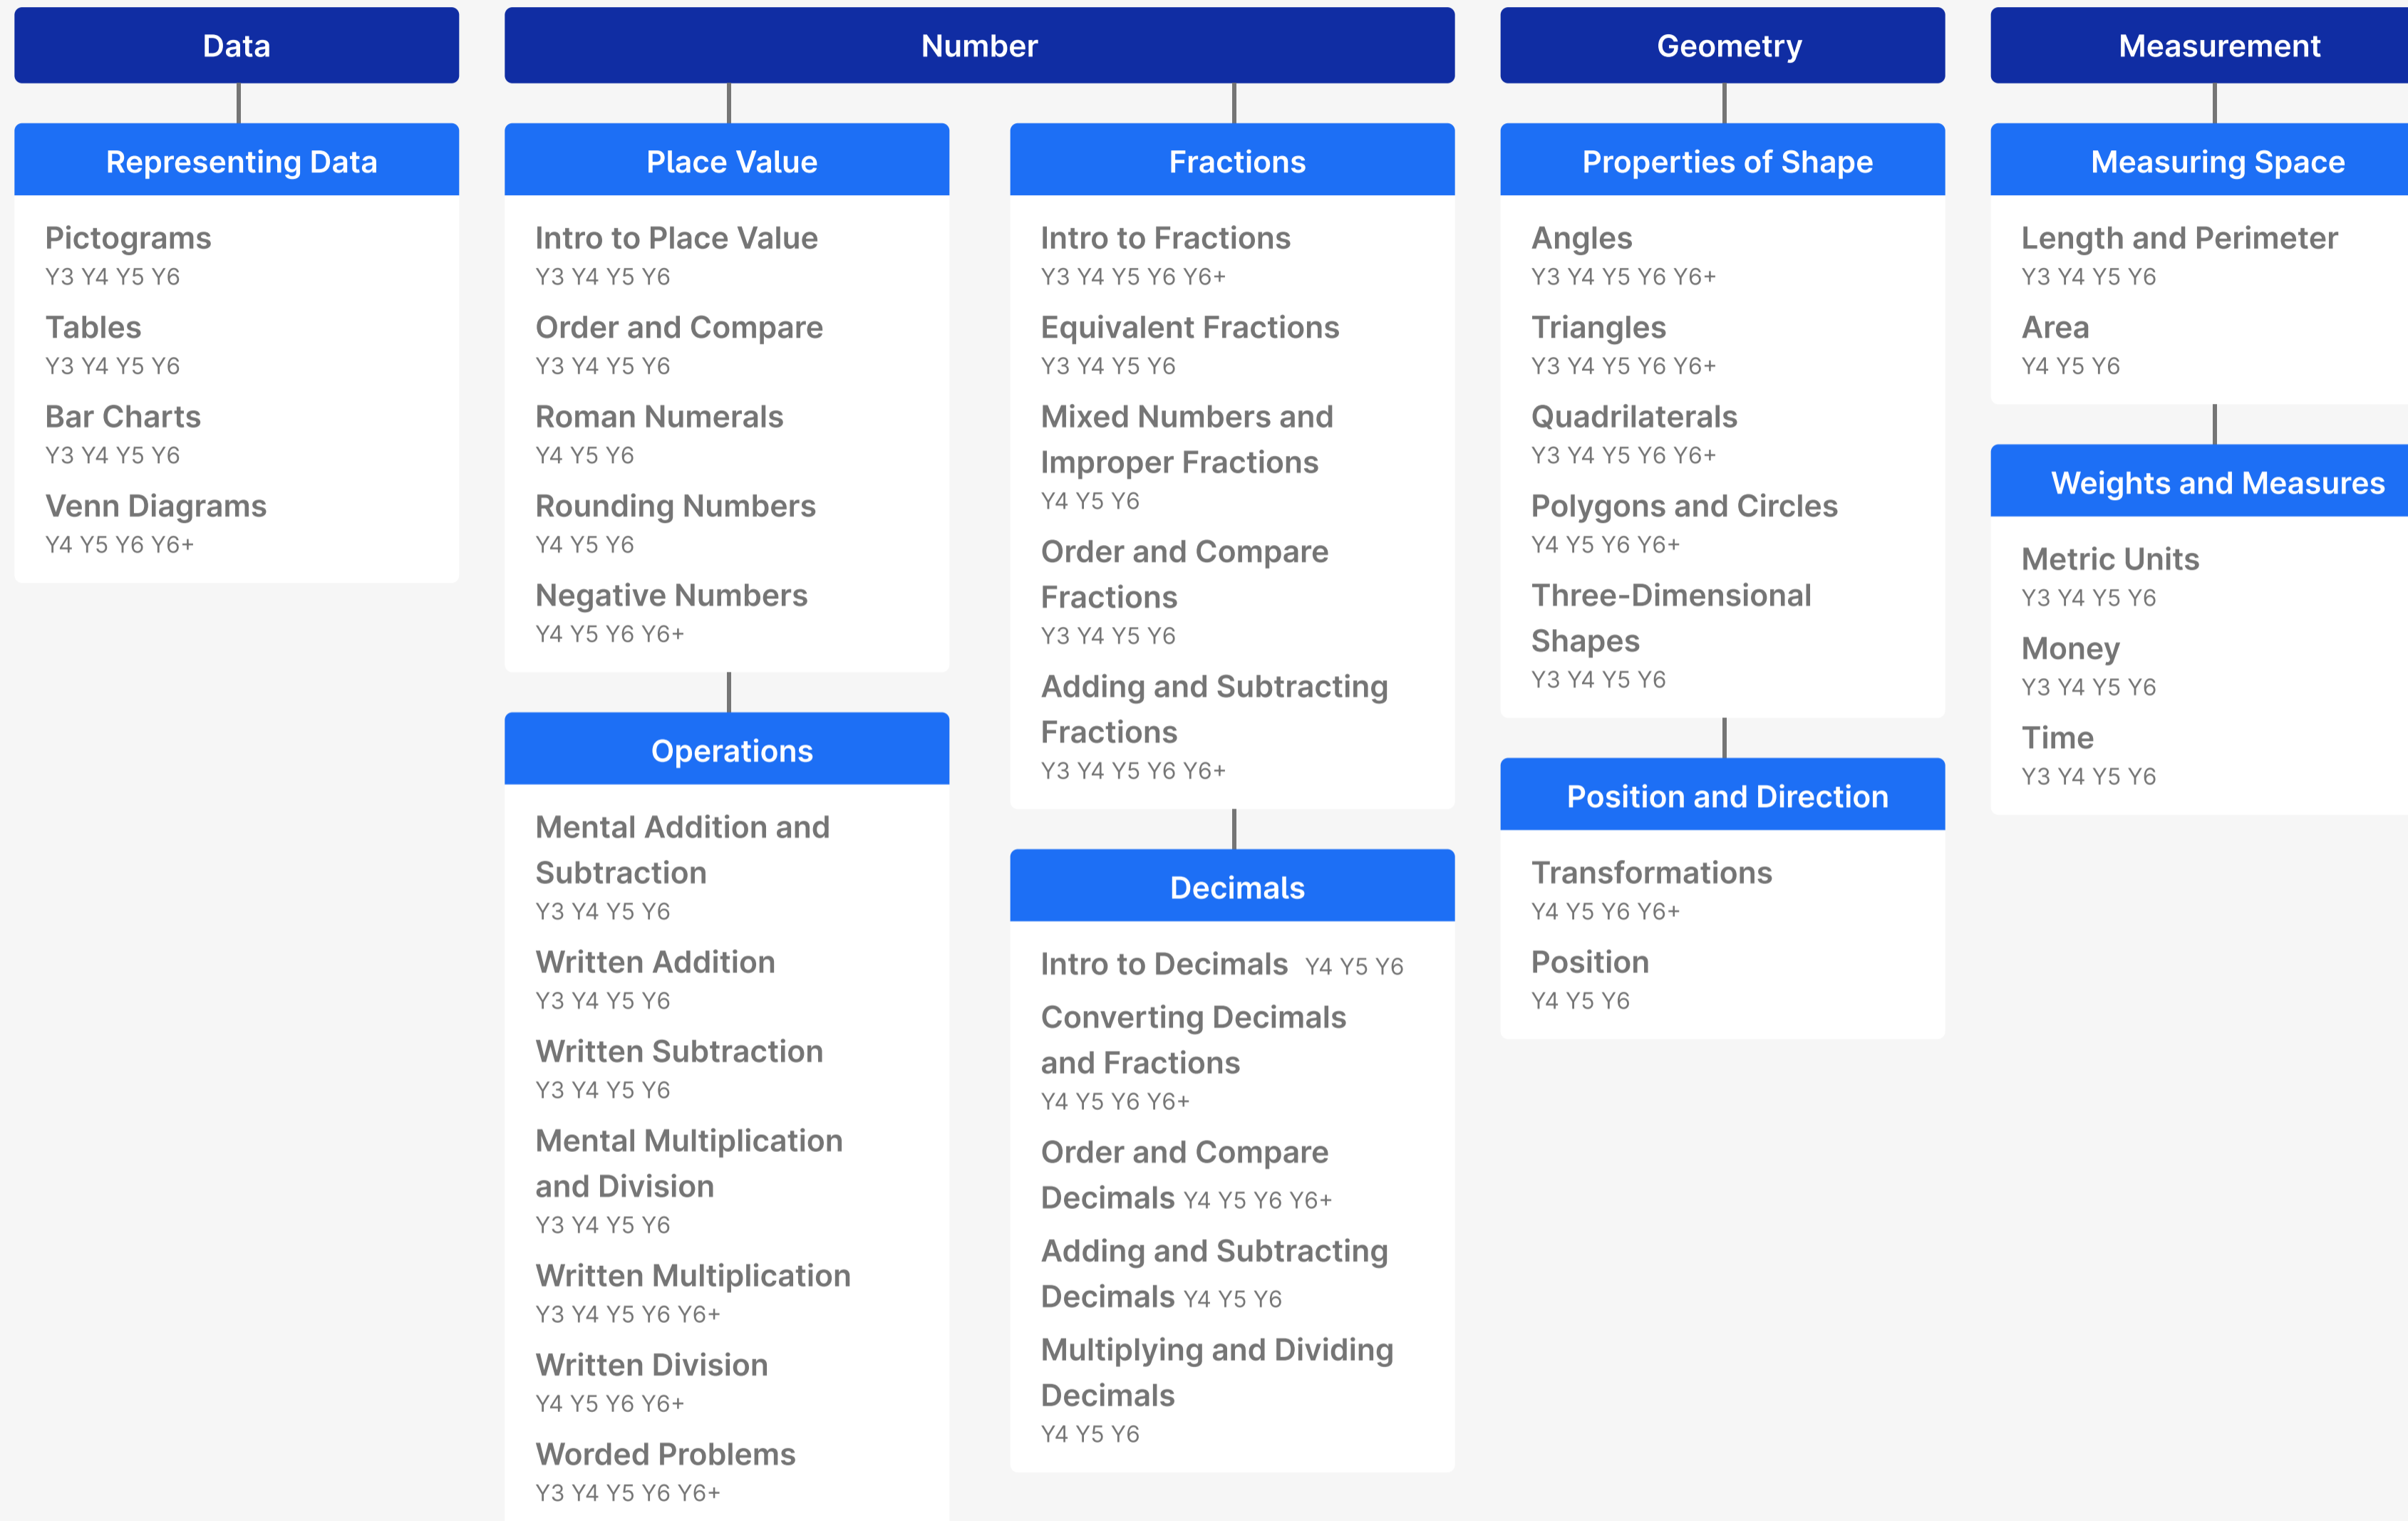 Data
Representing Data
Pictograms
Y3 Y4 Y5 Y6
Tables
Y3 Y4 Y5 Y6
Bar Charts
Y3 Y4 Y5 Y6
Venn Diagrams
Y4 Y5 Y6 Y6+
Number
Place Value
Intro to Place Value
Y3 Y4 Y5 Y6
Order and Compare
Y3 Y4 Y5 Y6
Roman Numerals
Y4 Y5 Y6
Rounding Numbers
Y4 Y5 Y6
Negative Numbers
Y4 Y5 Y6 Y6+
Operations
Mental Addition and
Subtraction
Y3 Y4 Y5 Y6
Written Addition
Y3 Y4 Y5 Y6
Written Subtraction
Y3 Y4 Y5 Y6
Mental Multiplication
and Division
Y3 Y4 Y5 Y6
Written Multiplication
Y3 Y4 Y5 Y6 Y6+
Written Division
Y4 Y5 Y6 Y6+
Worded Problems
Y3 Y4 Y5 Y6 Y6+
Fractions
Intro to Fractions
Y3 Y4 Y5 Y6 Y6+
Equivalent Fractions
Y3 Y4 Y5 Y6
Mixed Numbers and
Improper Fractions
Y4 Y5 Y6
Order and Compare
Fractions
Y3 Y4 Y5 Y6
Adding and Subtracting
Fractions
Y3 Y4 Y5 Y6 Y6+
Decimals
Intro to Decimals Y4 Y5 Y6
Converting Decimals
and Fractions
Y4 Y5 Y6 Y6+
Order and Compare
Decimals Y4 Y5 Y6 Y6+
Adding and Subtracting
Decimals Y4 Y5 Y6
Multiplying and Dividing
Decimals
Y4 Y5 Y6
Geometry
Properties of Shape
Angles
Y3 Y4 Y5 Y6 Y6+
Triangles
Y3 Y4 Y5 Y6 Y6+
Quadrilaterals
Y3 Y4 Y5 Y6 Y6+
Polygons and Circles
Y4 Y5 Y6 Y6+
Three-Dimensional
Shapes
Y3 Y4 Y5 Y6
Position and Direction
Transformations
Y4 Y5 Y6 Y6+
Position
Y4 Y5 Y6
Measurement
Measuring Space
Length and Perimeter
Y3 Y4 Y5 Y6
Area
Y4 Y5 Y6
Weights and Measures
Metric Units
Y3 Y4 Y5 Y6
Money
Y3 Y4 Y5 Y6
Time
Y3 Y4 Y5 Y6